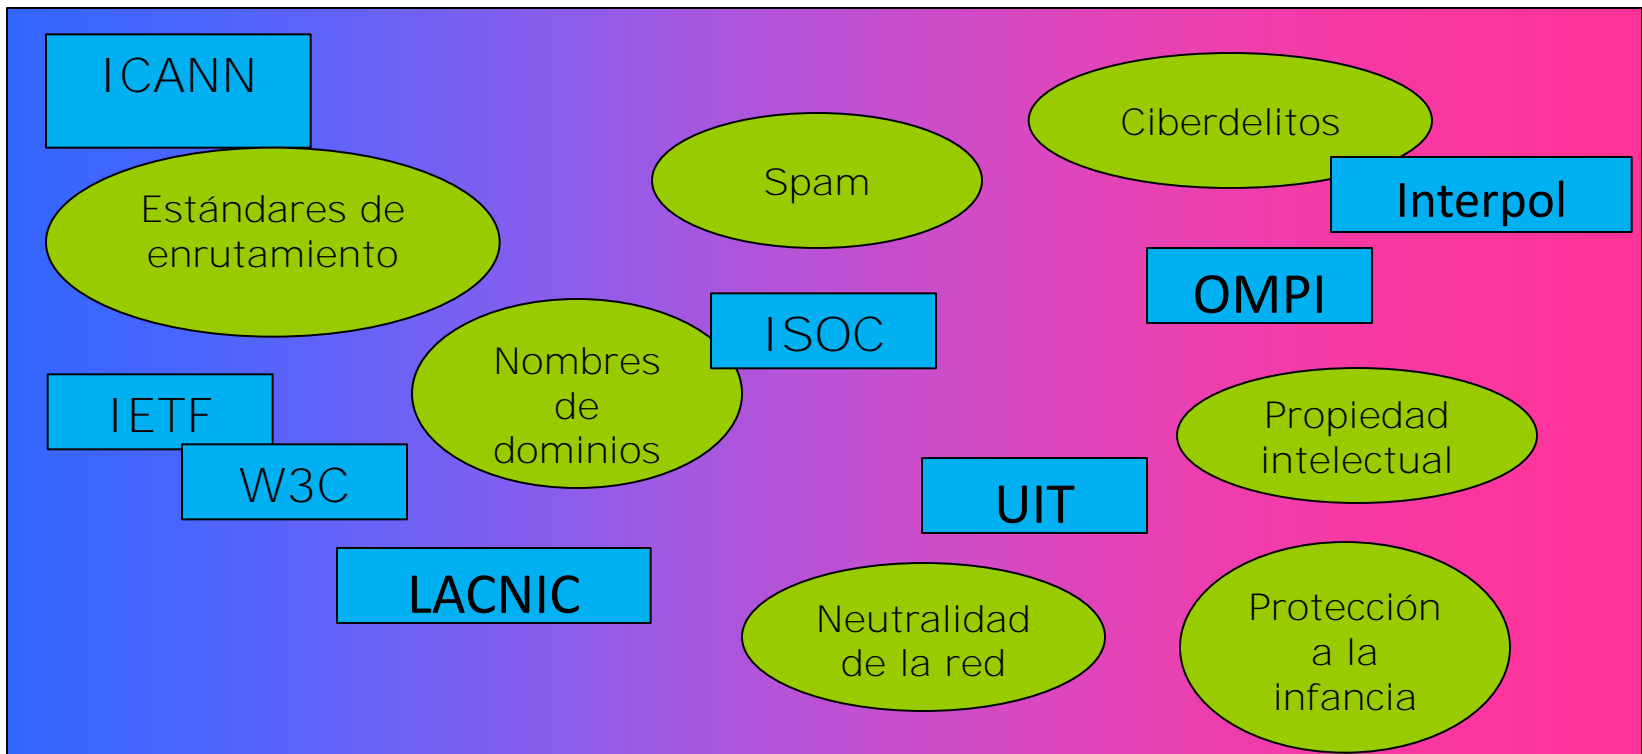 ICANN
Estándares de
enrutamiento
Spam
Ciberdelitos
Interpol
OMPI
ISOC
Nombres
de
dominios
IETF
W3C
Propiedad
intelectual
UIT
LACNIC
Neutralidad
de la red
Protección
a la
infancia